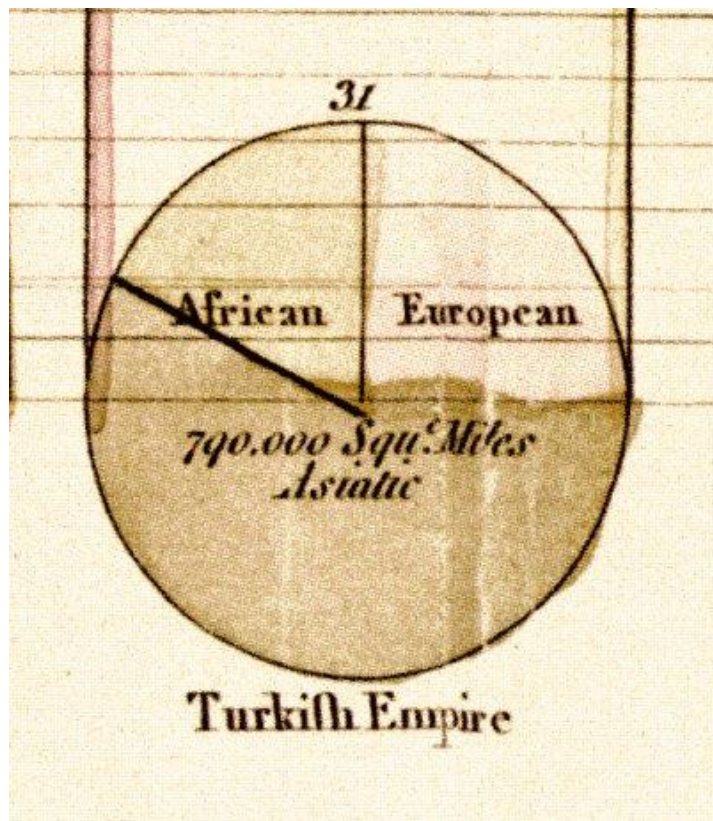 31
African European
790.000 Squ.ᵉ Miles
Asiatic
Turkiſh Empire